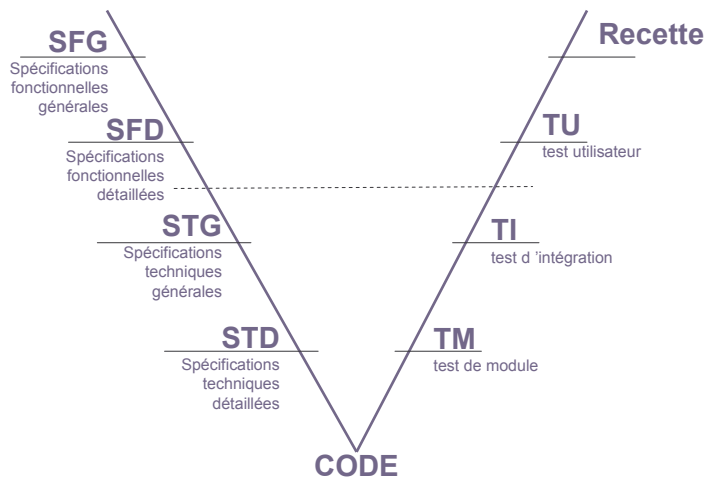 SFG
Spécifications
fonctionnelles
générales
Recette
SFD
Spécifications
fonctionnelles
détaillées
TU
test utilisateur
STG
Spécifications
techniques
générales
TI
test d ’intégration
STD
Spécifications
techniques
détaillées
TM
test de module
CODE